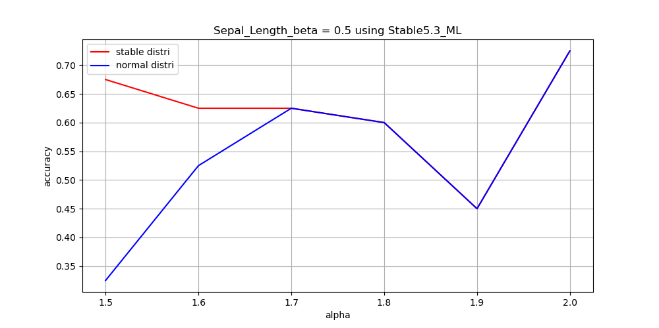 Sepal_Length_beta = 0.5 using Stable5.3_ML
stable distri
normal distri
accuracy
0.70
0.65
0.60
0.55
0.50
0.45
0.40
0.35
1.5 1.6 1.7 1.8 1.9 2.0
alpha